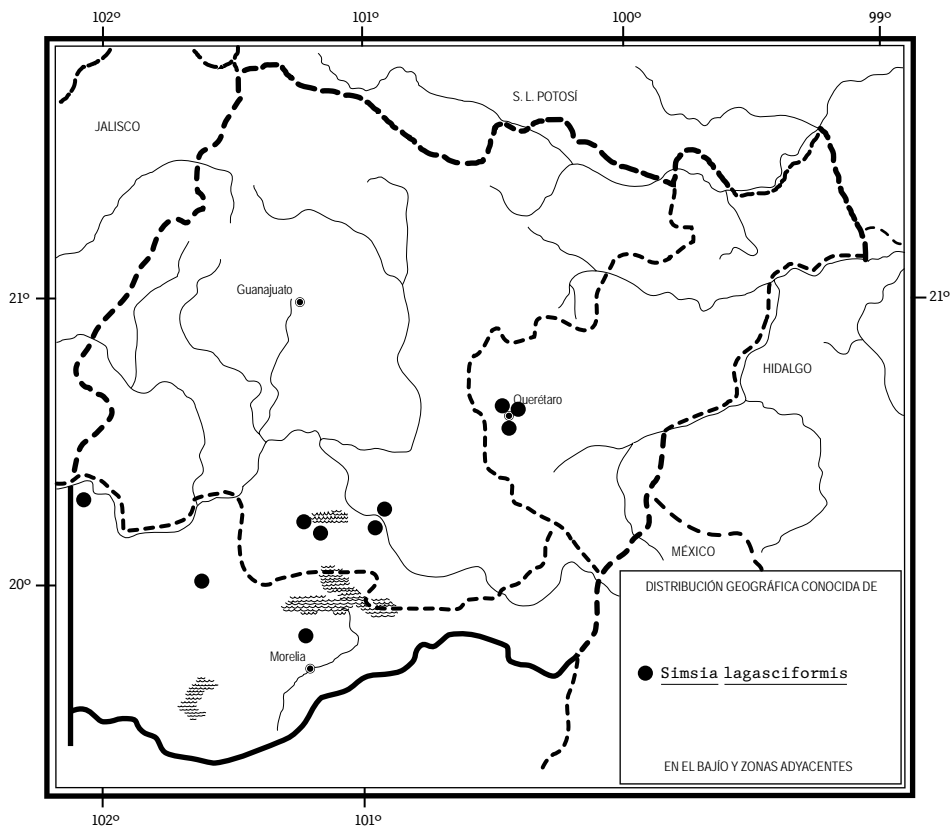 102º 101º 100º 99º
S. L. POTOSÍ
JALISCO
Guanajuato
21º 21º
HIDALGO
Querétaro
MÉXICO
20º
DISTRIBUCIÓN GEOGRÁFICA CONOCIDA DE
Morelia
Simsia lagasciformis
EN EL BAJÍO Y ZONAS ADYACENTES
102º 101º